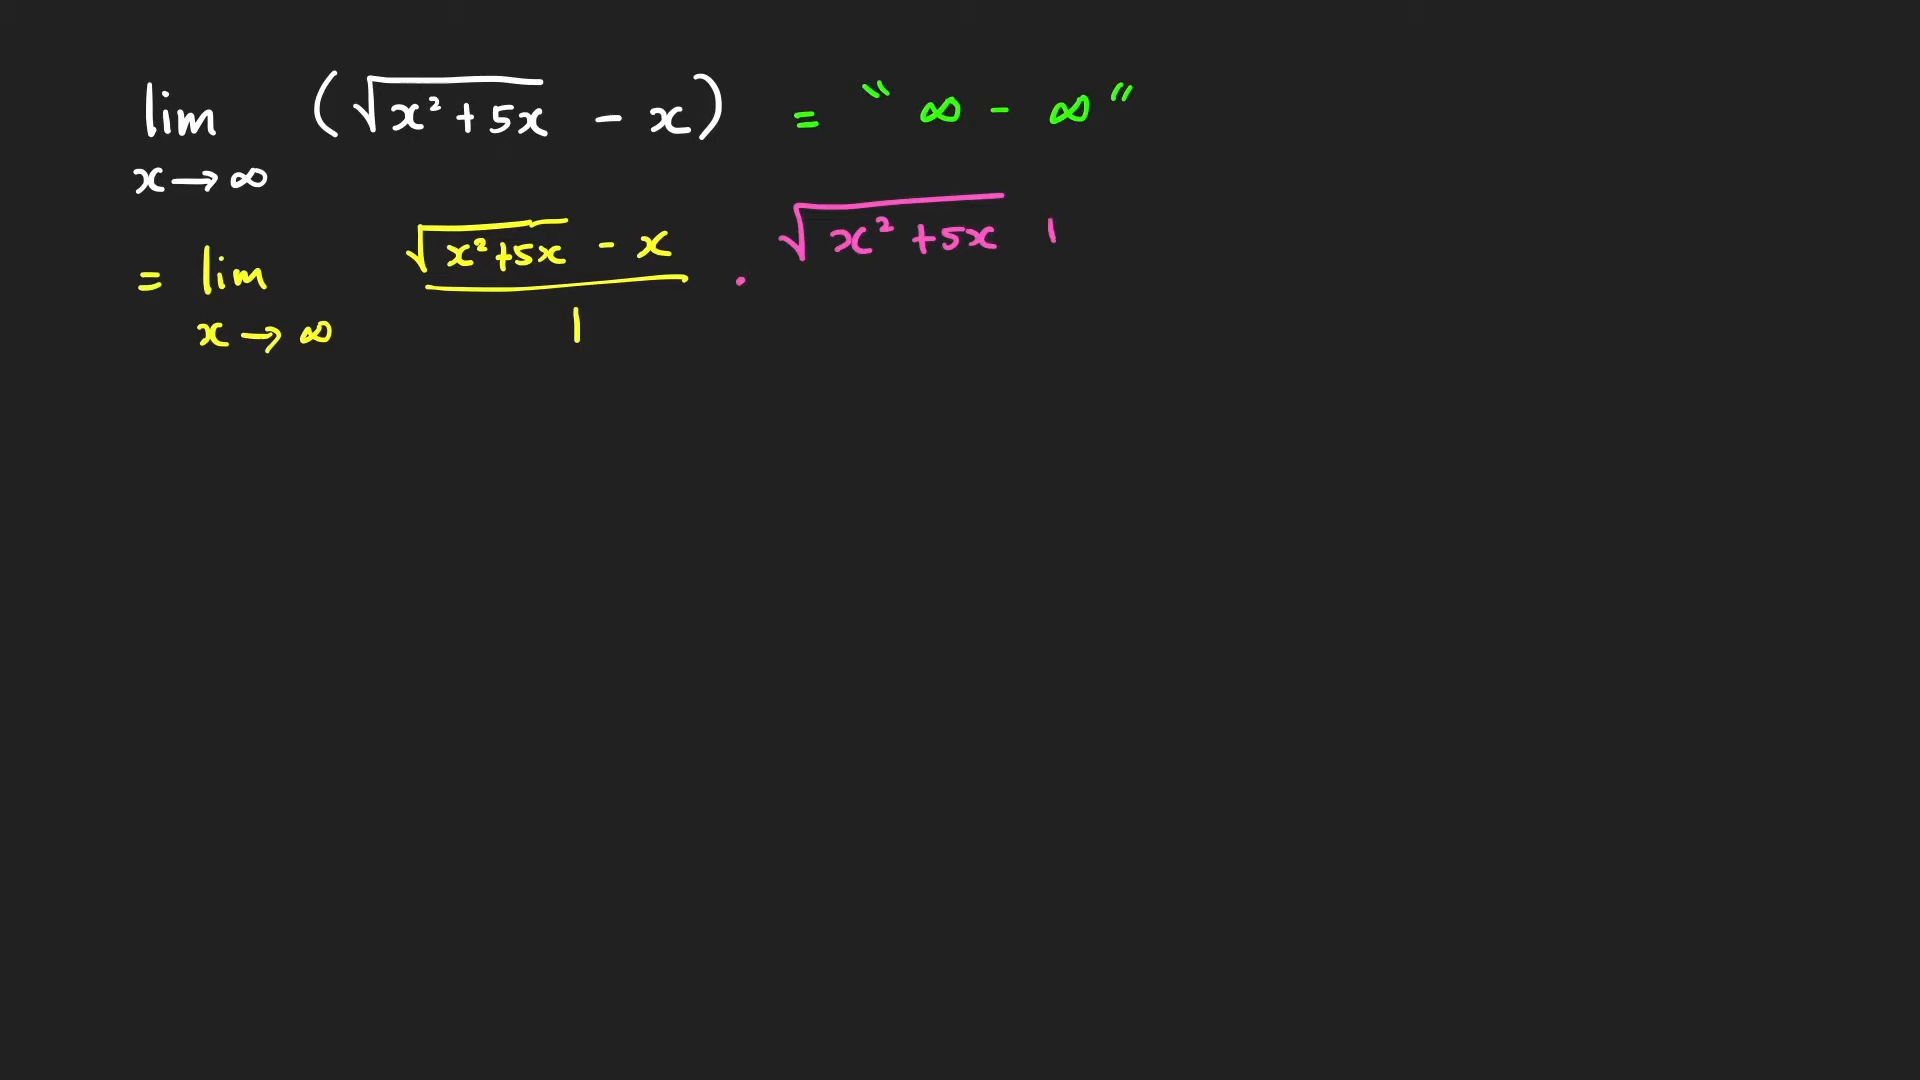 lim (√(x² + 5x) - x) = "∞ - ∞"
x → ∞
= lim (√(x² + 5x) - x) / 1 · √(x² + 5x) |
x → ∞